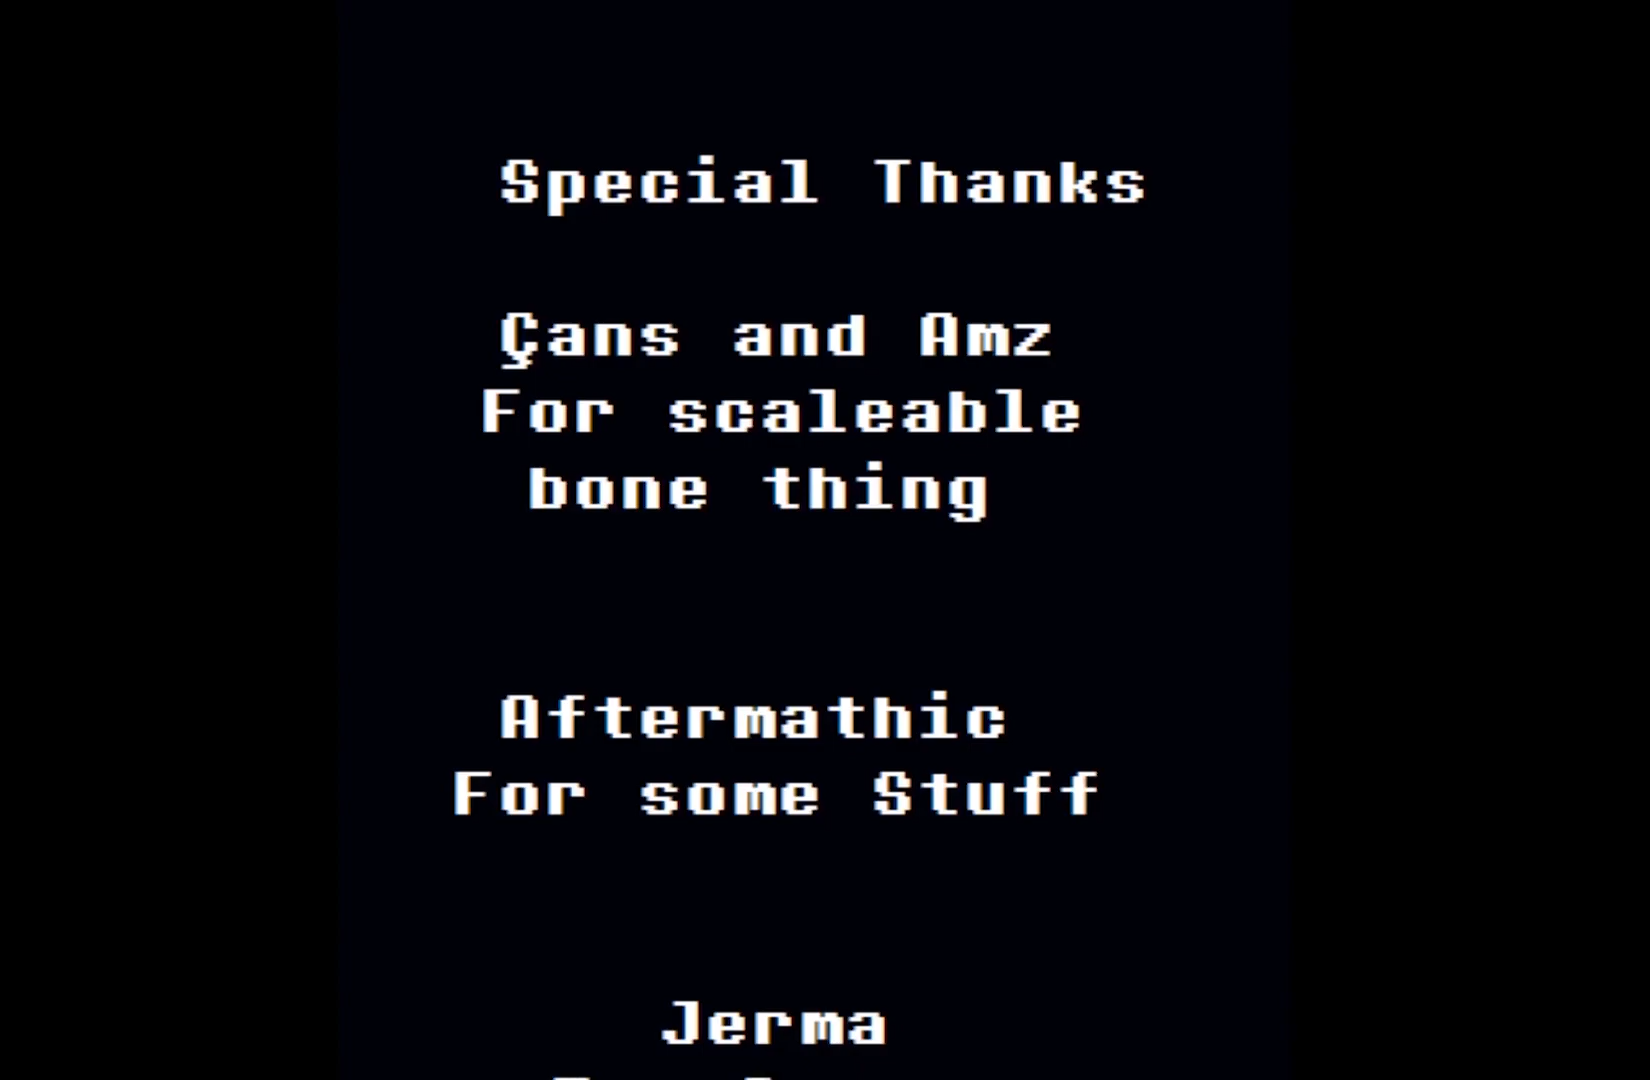 Special Thanks
Çans and Amz
For scaleable
bone thing
Aftermathic
For some Stuff
Jerma